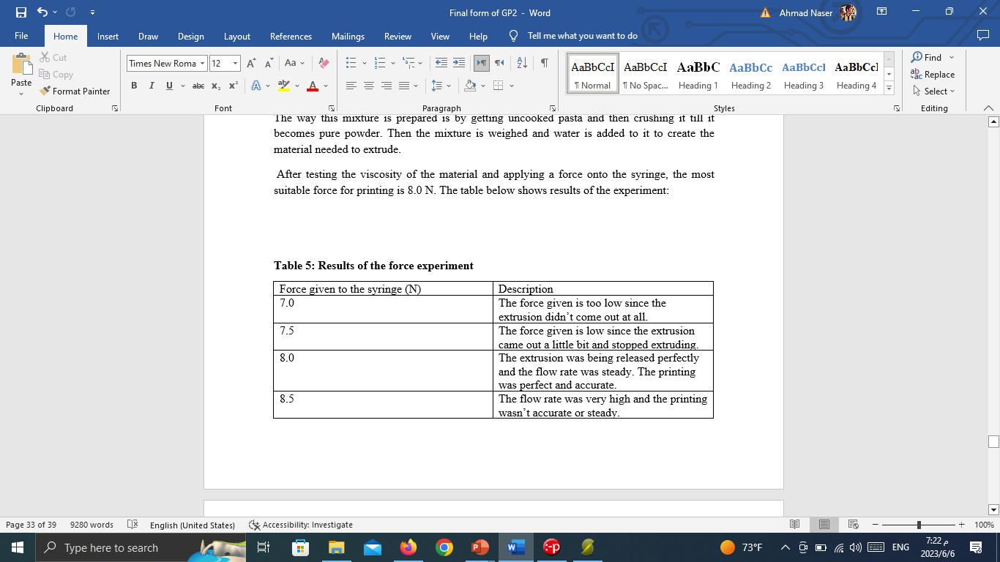 Final form of GP2 - Word
Ahmad Naser
File Home Insert Draw Design Layout References Mailings Review View Help Tell me what you want to do
Paste
Cut
Copy
Format Painter
Clipboard
Times New Roma 12
Aa
B I U abc x₂ x² A ab A
Font
Paragraph
AaBbCcI AaBbCcI AaBbC AaBbCc AaBbCcI AaBbCcI
¶ Normal ¶ No Spac... Heading 1 Heading 2 Heading 3 Heading 4
Styles
Find
Replace
Select
Editing
The way this mixture is prepared is by getting uncooked pasta and then crushing it till it
becomes pure powder. Then the mixture is weighed and water is added to it to create the
material needed to extrude.
After testing the viscosity of the material and applying a force onto the syringe, the most
suitable force for printing is 8.0 N. The table below shows results of the experiment:
Table 5: Results of the force experiment
Force given to the syringe (N) Description
7.0 The force given is too low since the
extrusion didn’t come out at all.
7.5 The force given is low since the extrusion
came out a little bit and stopped extruding.
8.0 The extrusion was being released perfectly
and the flow rate was steady. The printing
was perfect and accurate.
8.5 The flow rate was very high and the printing
wasn’t accurate or steady.
Page 33 of 39 9280 words English (United States) Accessibility: Investigate 100%
Type here to search
73°F ENG
7:22 م
2023/6/6